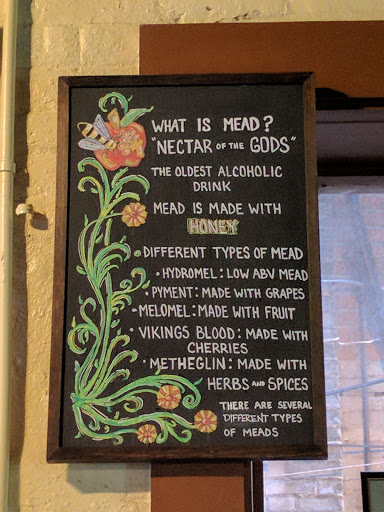 WHAT IS MEAD?
"NECTAR OF THE GODS"
THE OLDEST ALCOHOLIC
DRINK
MEAD IS MADE WITH
HONEY
DIFFERENT TYPES OF MEAD
• HYDROMEL: LOW ABV MEAD
• PYMENT: MADE WITH GRAPES
• MELOMEL: MADE WITH FRUIT
• VIKINGS BLOOD: MADE WITH
CHERRIES
• METHEGLIN: MADE WITH
HERBS AND SPICES
THERE ARE SEVERAL
DIFFERENT TYPES
OF MEADS